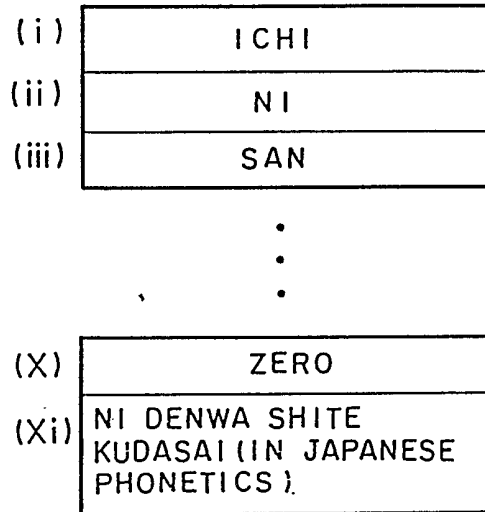 (i) ICHI
(ii) NI
(iii) SAN
(X) ZERO
(Xi) NI DENWA SHITE
KUDASAI (IN JAPANESE
PHONETICS).